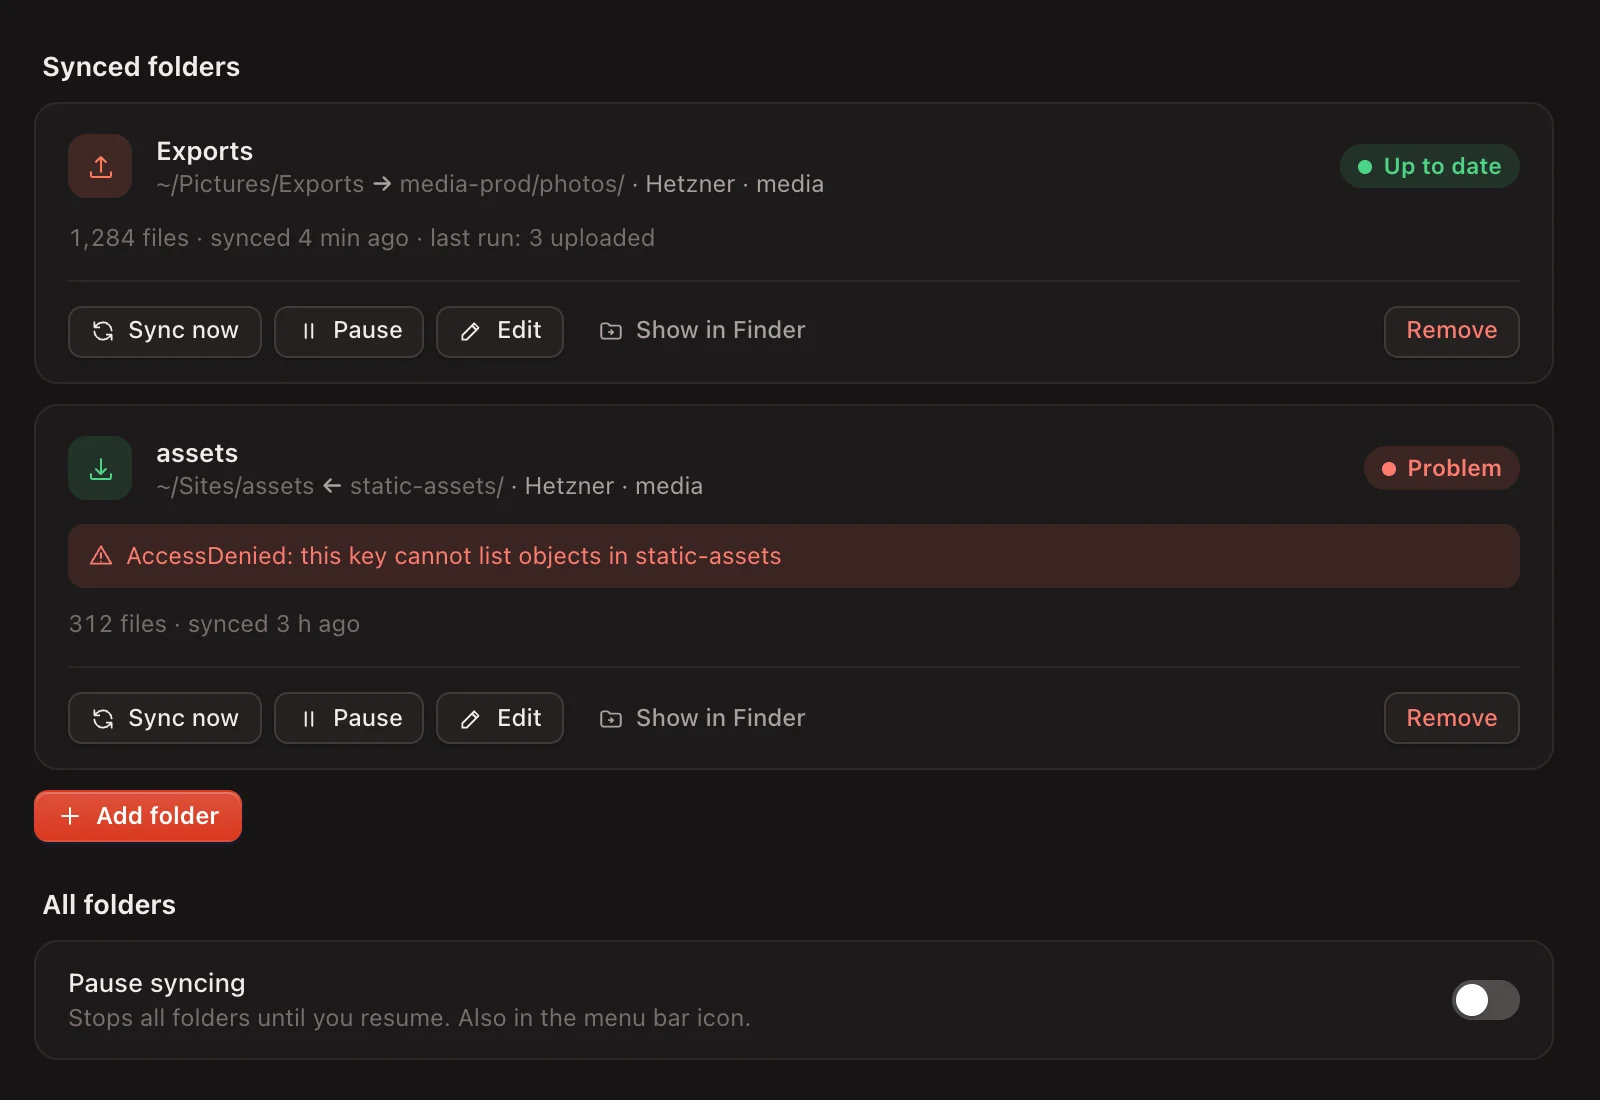 Synced folders
Exports
Up to date
~/Pictures/Exports → media-prod/photos/ · Hetzner · media
1,284 files · synced 4 min ago · last run: 3 uploaded
Sync now Pause Edit Show in Finder Remove
assets
Problem
~/Sites/assets ← static-assets/ · Hetzner · media
AccessDenied: this key cannot list objects in static-assets
312 files · synced 3 h ago
Sync now Pause Edit Show in Finder Remove
+ Add folder
All folders
Pause syncing
Stops all folders until you resume. Also in the menu bar icon.